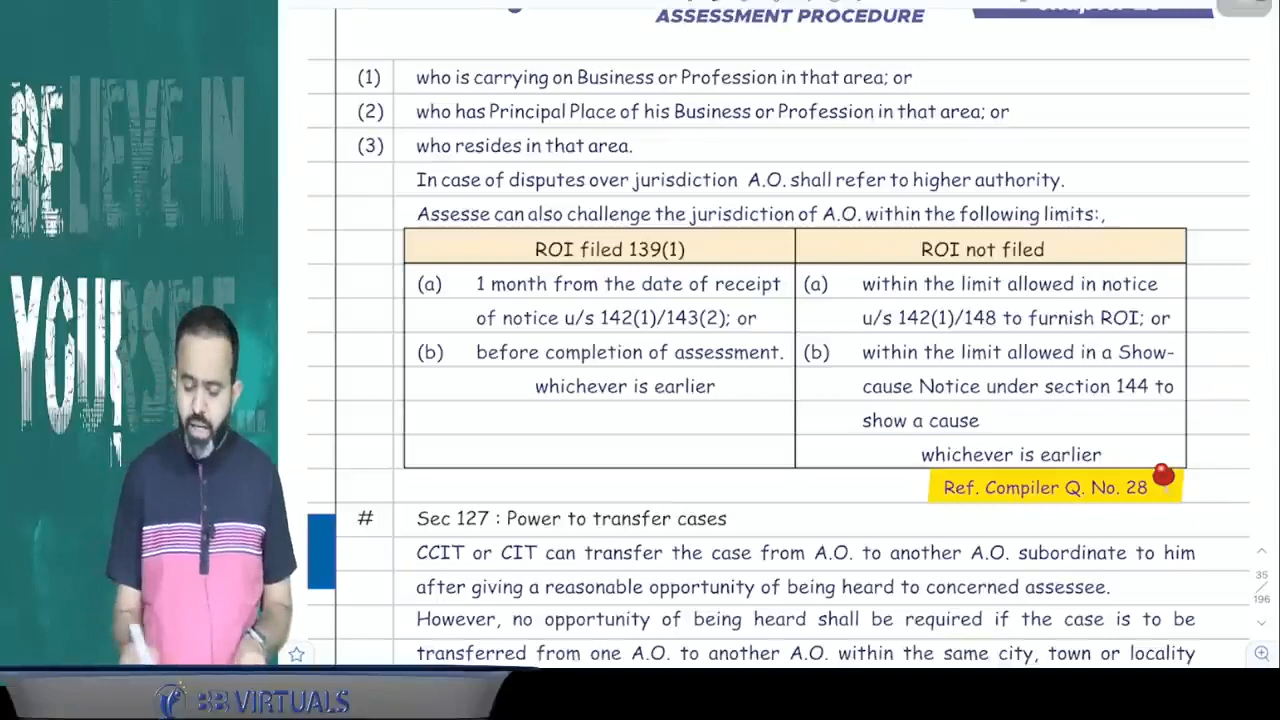 BELIEVE IN
YOURSELF...
ASSESSMENT PROCEDURE
(1) who is carrying on Business or Profession in that area; or
(2) who has Principal Place of his Business or Profession in that area; or
(3) who resides in that area.
In case of disputes over jurisdiction A.O. shall refer to higher authority.
Assesse can also challenge the jurisdiction of A.O. within the following limits:,
ROI filed 139(1)
(a) 1 month from the date of receipt
of notice u/s 142(1)/143(2); or
(b) before completion of assessment.
whichever is earlier
ROI not filed
(a) within the limit allowed in notice
u/s 142(1)/148 to furnish ROI; or
(b) within the limit allowed in a Show-
cause Notice under section 144 to
show a cause
whichever is earlier
Ref. Compiler Q. No. 28
# Sec 127 : Power to transfer cases
CCIT or CIT can transfer the case from A.O. to another A.O. subordinate to him
after giving a reasonable opportunity of being heard to concerned assessee.
However, no opportunity of being heard shall be required if the case is to be
transferred from one A.O. to another A.O. within the same city, town or locality
35
/
196
BB VIRTUALS